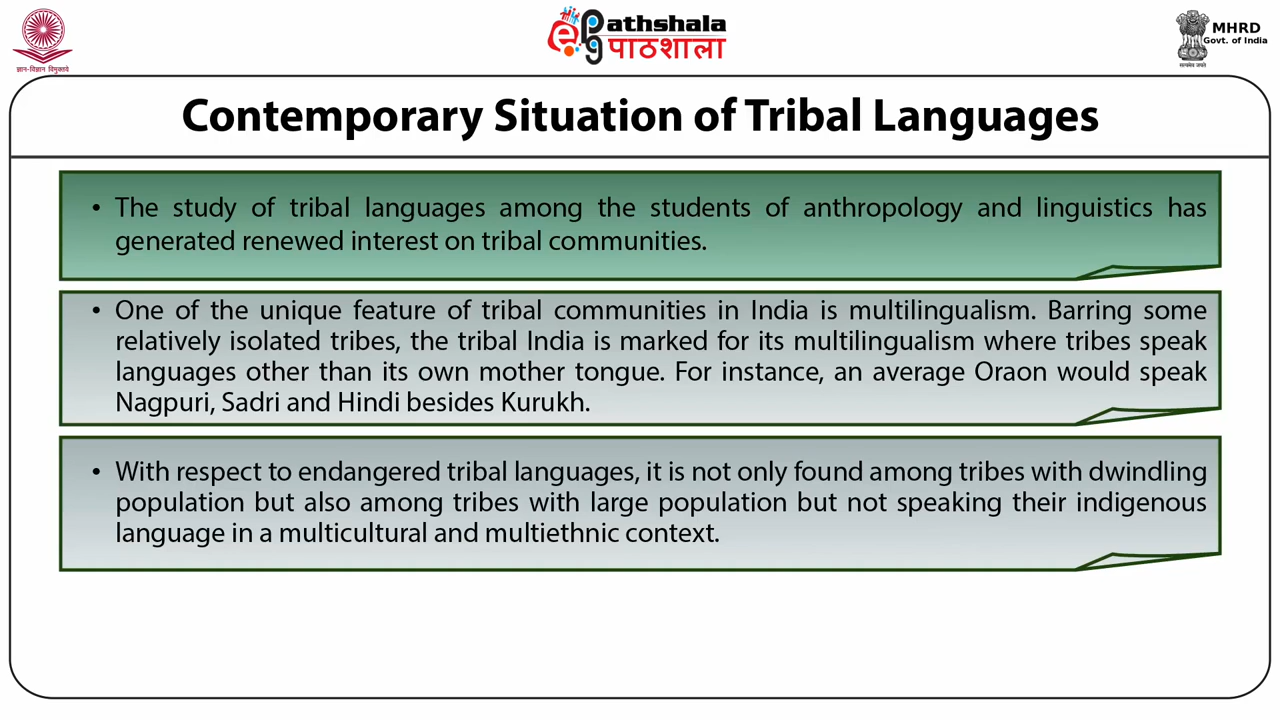 ज्ञान-विज्ञान विमुक्तये
ePathshala
पाठशाला
MHRD
Govt. of India
सत्यमेव जयते
Contemporary Situation of Tribal Languages
• The study of tribal languages among the students of anthropology and linguistics has
generated renewed interest on tribal communities.
• One of the unique feature of tribal communities in India is multilingualism. Barring some
relatively isolated tribes, the tribal India is marked for its multilingualism where tribes speak
languages other than its own mother tongue. For instance, an average Oraon would speak
Nagpuri, Sadri and Hindi besides Kurukh.
• With respect to endangered tribal languages, it is not only found among tribes with dwindling
population but also among tribes with large population but not speaking their indigenous
language in a multicultural and multiethnic context.